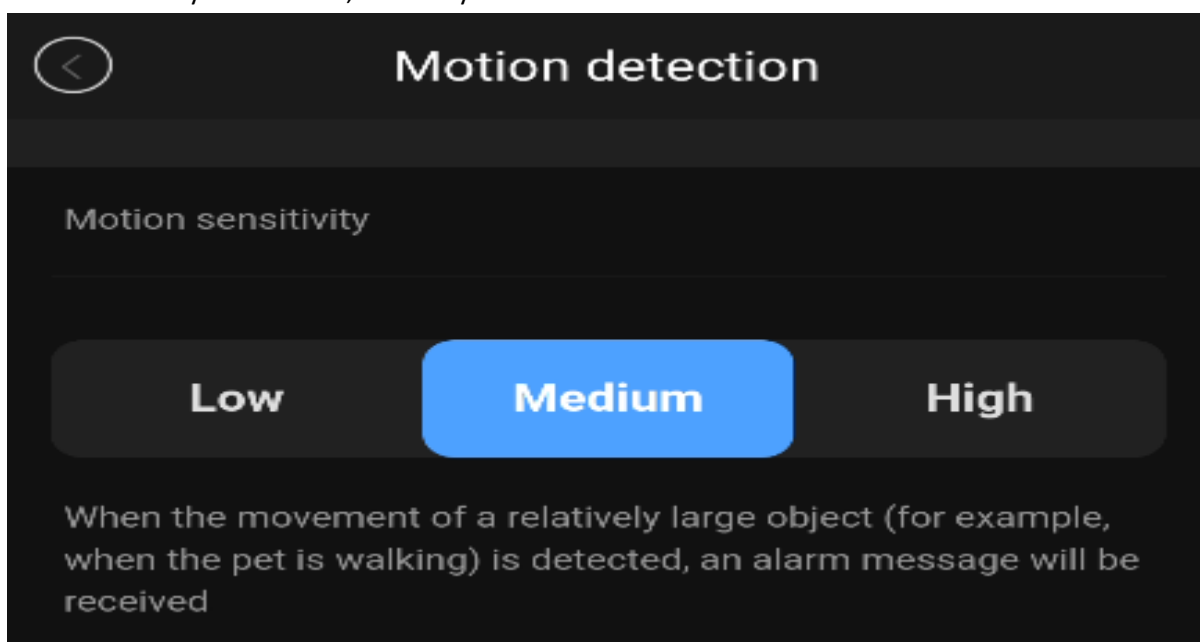 Motion detection
Motion sensitivity
Low Medium High
When the movement of a relatively large object (for example,
when the pet is walking) is detected, an alarm message will be
received